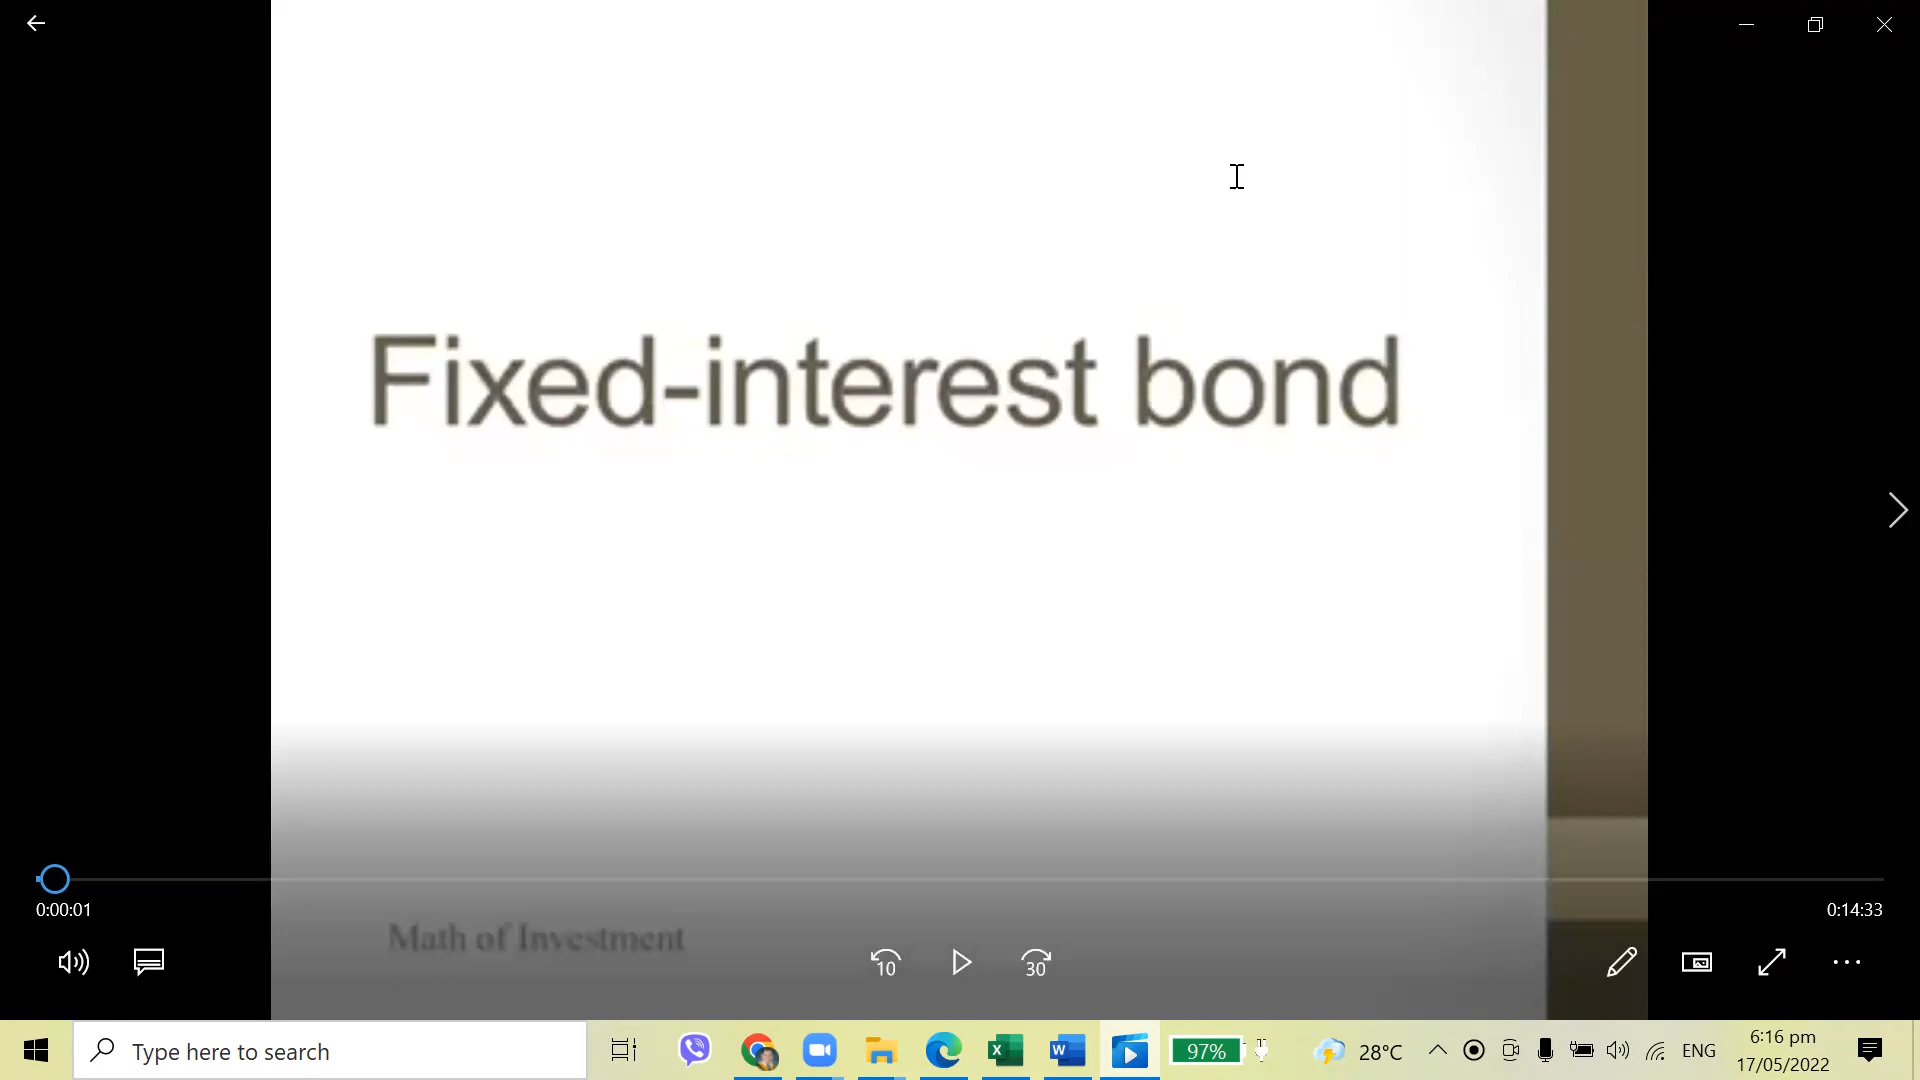 Fixed-interest bond
0:00:01
0:14:33
Math of Investment
10
30
Type here to search
97%
28°C
ENG
6:16 pm
17/05/2022